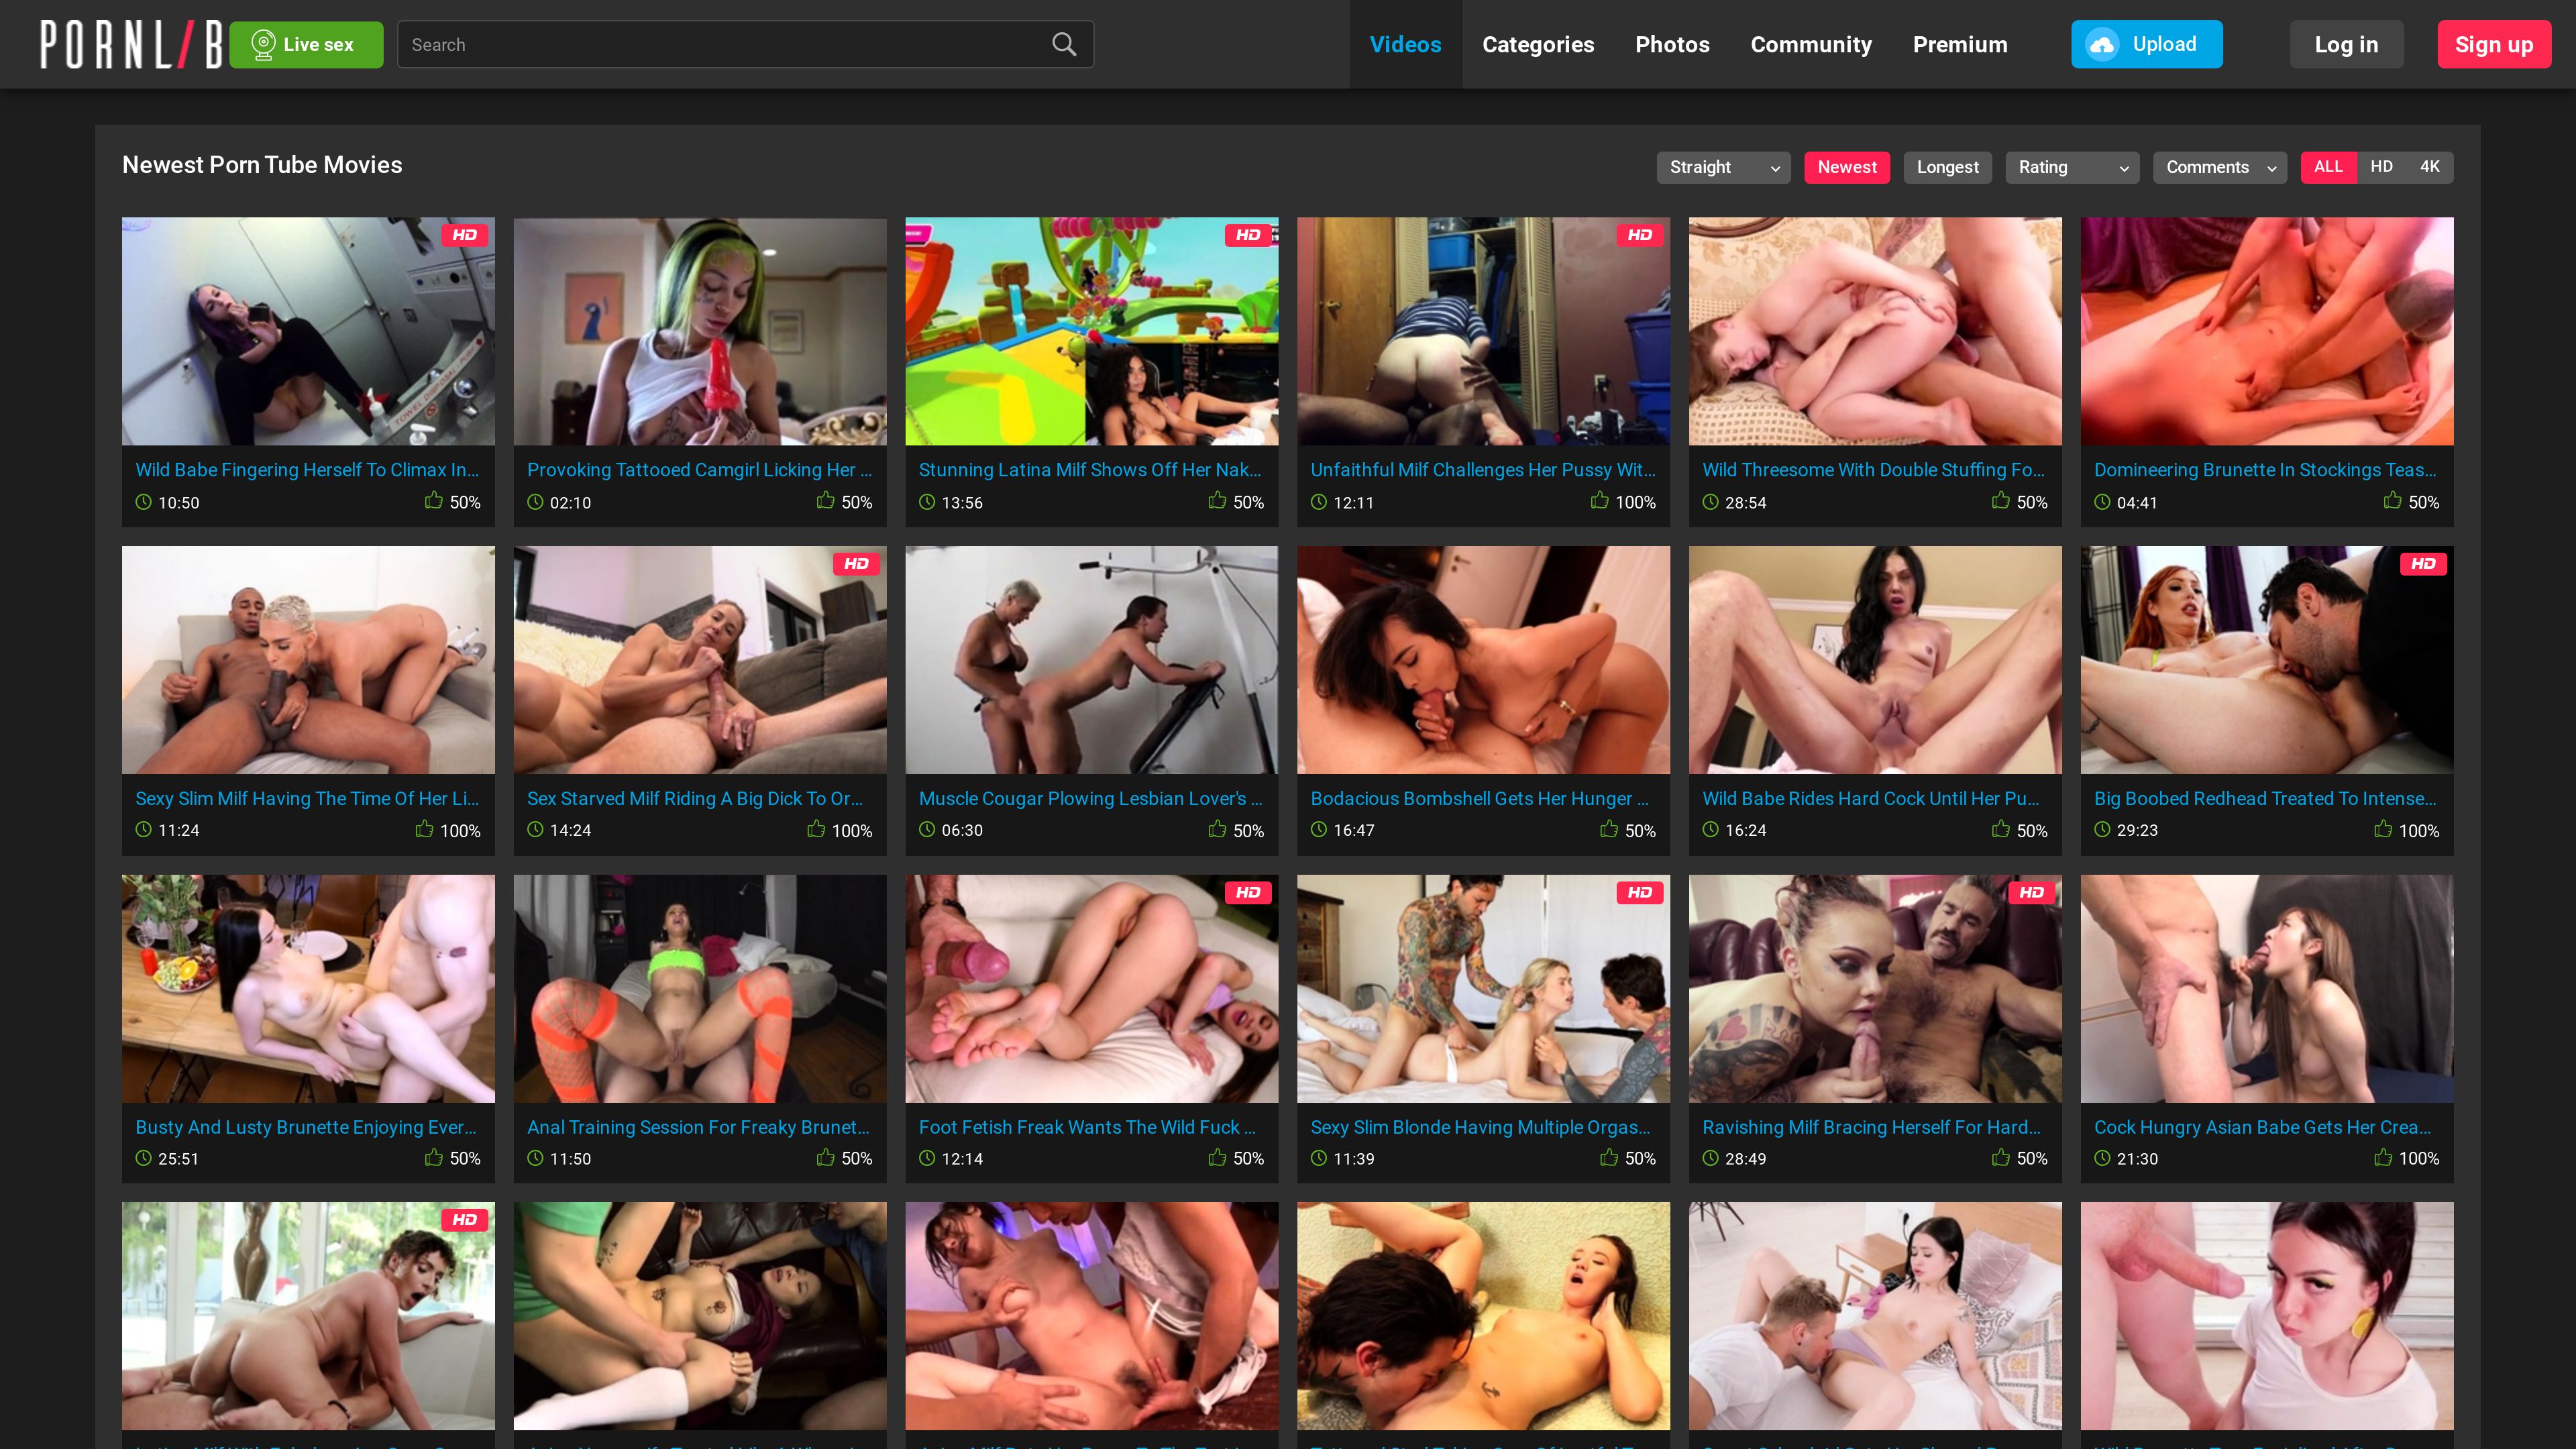 PORNL/B
Live sex
Search
Videos
Categories
Photos
Community
Premium
Upload
Log in
Sign up
Newest Porn Tube Movies
Straight
Newest
Longest
Rating
Comments
ALL
HD
4K
HD
HD
HD
TOWEL DISPOSAL
Wild Babe Fingering Herself To Climax In...
Provoking Tattooed Camgirl Licking Her ...
Stunning Latina Milf Shows Off Her Nak...
Unfaithful Milf Challenges Her Pussy Wit...
Wild Threesome With Double Stuffing Fo...
Domineering Brunette In Stockings Teas...
10:50 50%
02:10 50%
13:56 50%
12:11 100%
28:54 50%
04:41 50%
HD
HD
Sexy Slim Milf Having The Time Of Her Li...
Sex Starved Milf Riding A Big Dick To Or...
Muscle Cougar Plowing Lesbian Lover's ...
Bodacious Bombshell Gets Her Hunger ...
Wild Babe Rides Hard Cock Until Her Pu...
Big Boobed Redhead Treated To Intense...
11:24 100%
14:24 100%
06:30 50%
16:47 50%
16:24 50%
29:23 100%
HD
HD
HD
Busty And Lusty Brunette Enjoying Ever...
Anal Training Session For Freaky Brunet...
Foot Fetish Freak Wants The Wild Fuck ...
Sexy Slim Blonde Having Multiple Orgas...
Ravishing Milf Bracing Herself For Hard...
Cock Hungry Asian Babe Gets Her Crea...
25:51 50%
11:50 50%
12:14 50%
11:39 50%
28:49 50%
21:30 100%
HD